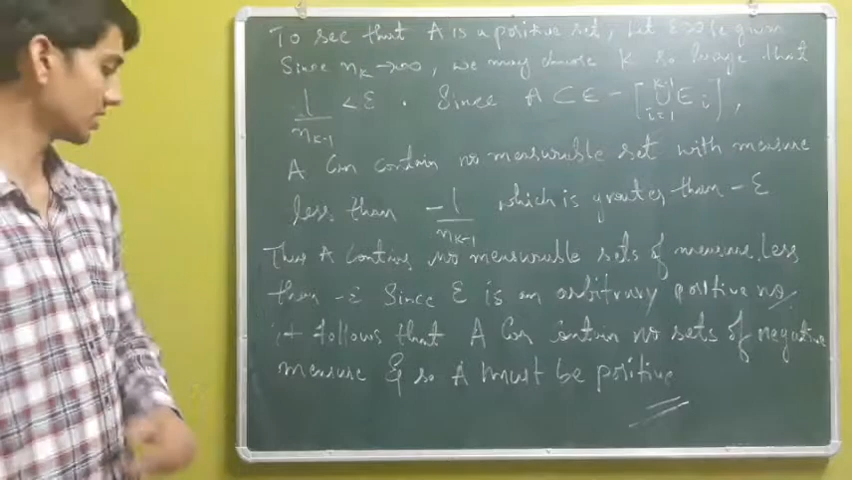 To see that A is a positive set, let ε>0 be given
Since n_k → ∞, we may choose k so large that
1/n_{k-1} < ε . Since A ⊂ E - [∪_{i=1}^{k-1} E_i],
A can contain no measurable set with measure
less than -1/n_{k-1} which is greater than - ε
Thus A contains no measurable sets of measure less
than -ε Since ε is an arbitrary positive no
it follows that A can contain no sets of negative
measure & so A must be positive